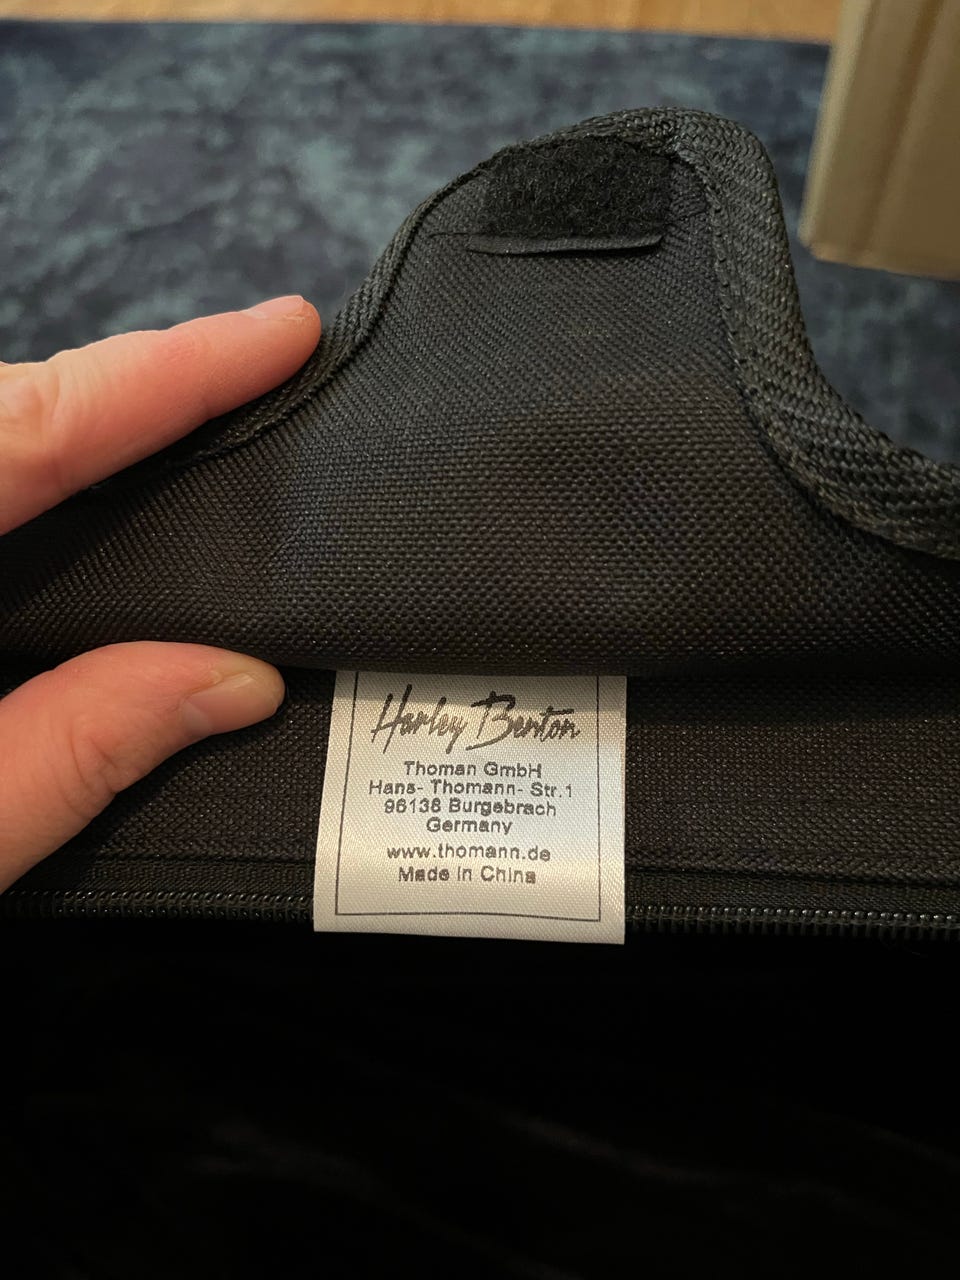 Harley Benton
Thoman GmbH
Hans- Thomann- Str.1
96138 Burgebrach
Germany
www.thomann.de
Made in China